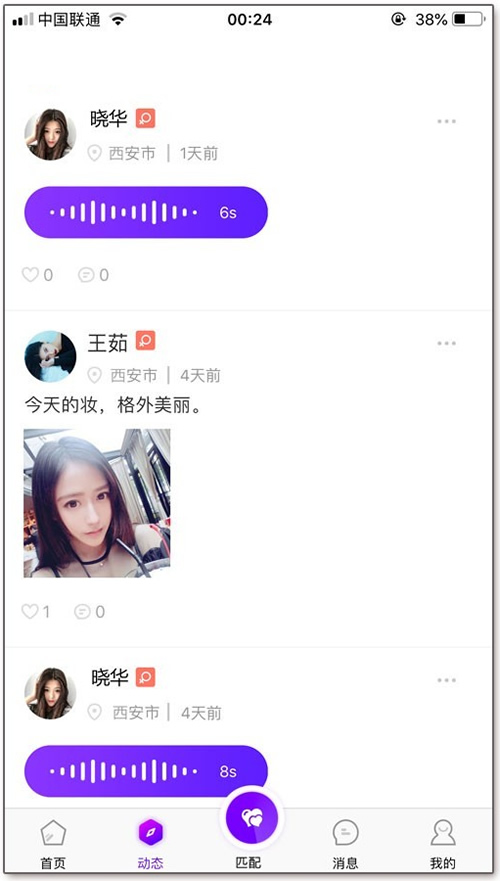 中国联通 00:24 38%
晓华
西安市 | 1天前
6s
0 0
王茹
西安市 | 4天前
今天的妆，格外美丽。
1 0
晓华
西安市 | 4天前
8s
首页 动态 匹配 消息 我的